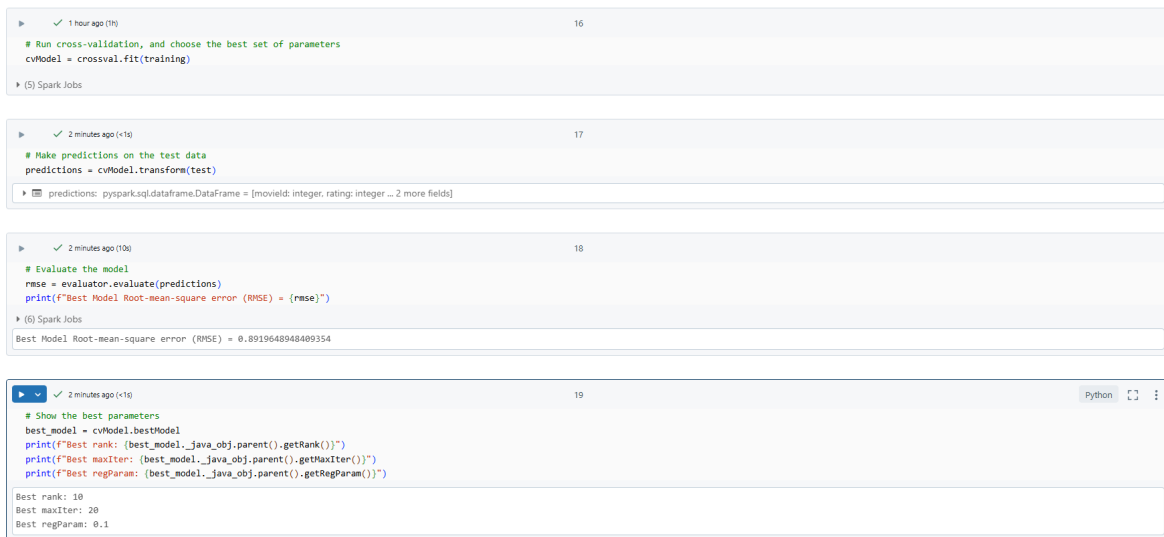 1 hour ago (1h)
16
# Run cross-validation, and choose the best set of parameters
cvModel = crossval.fit(training)
(5) Spark Jobs
2 minutes ago (<1s)
17
# Make predictions on the test data
predictions = cvModel.transform(test)
predictions: pyspark.sql.dataframe.DataFrame = [movieId: integer, rating: integer ... 2 more fields]
2 minutes ago (10s)
18
# Evaluate the model
rmse = evaluator.evaluate(predictions)
print(f"Best Model Root-mean-square error (RMSE) = {rmse}")
(6) Spark Jobs
Best Model Root-mean-square error (RMSE) = 0.8919648948409354
2 minutes ago (<1s)
19
Python
# Show the best parameters
best_model = cvModel.bestModel
print(f"Best rank: {best_model._java_obj.parent().getRank()}")
print(f"Best maxIter: {best_model._java_obj.parent().getMaxIter()}")
print(f"Best regParam: {best_model._java_obj.parent().getRegParam()}")
Best rank: 10
Best maxIter: 20
Best regParam: 0.1